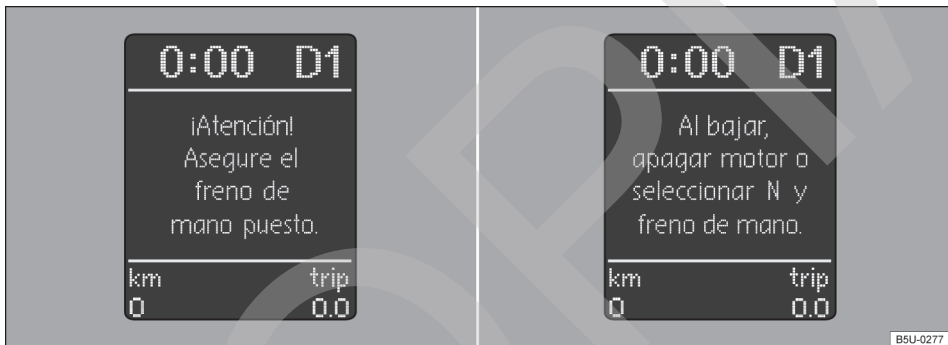 0:00 D1
¡Atención!
Asegure el
freno de
mano puesto.
km trip
0 0.0
0:00 D1
Al bajar,
apagar motor o
seleccionar N y
freno de mano.
km trip
0 0.0
B5U-0277